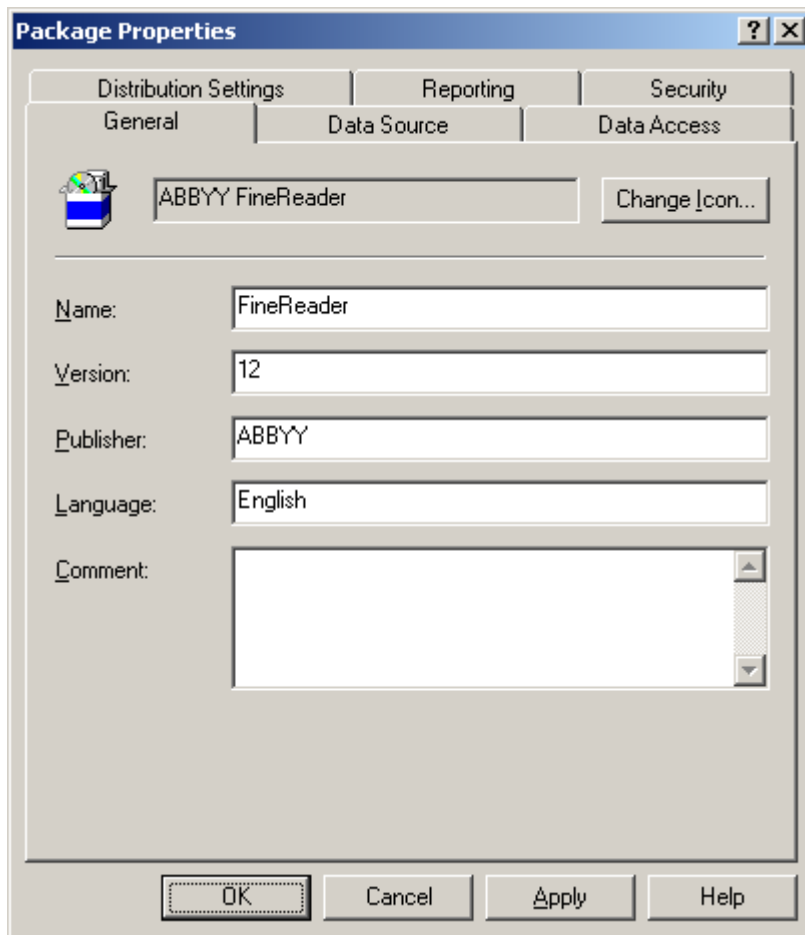 Package Properties
Distribution Settings Reporting Security
General Data Source Data Access
ABBYY FineReader Change Icon...
Name: FineReader
Version: 12
Publisher: ABBYY
Language: English
Comment:
OK Cancel Apply Help